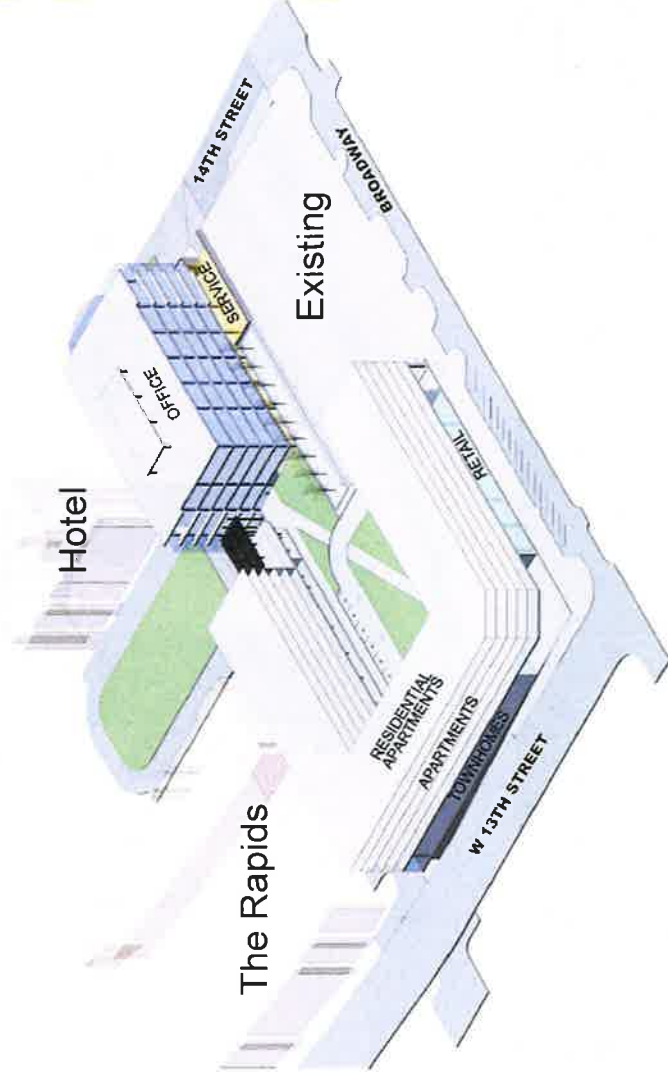 Hotel
14TH STREET
OFFICE
SERVICE
Existing
BROADWAY
The Rapids
RETAIL
RESIDENTIAL
APARTMENTS
APARTMENTS
TOWNHOMES
W 13TH STREET